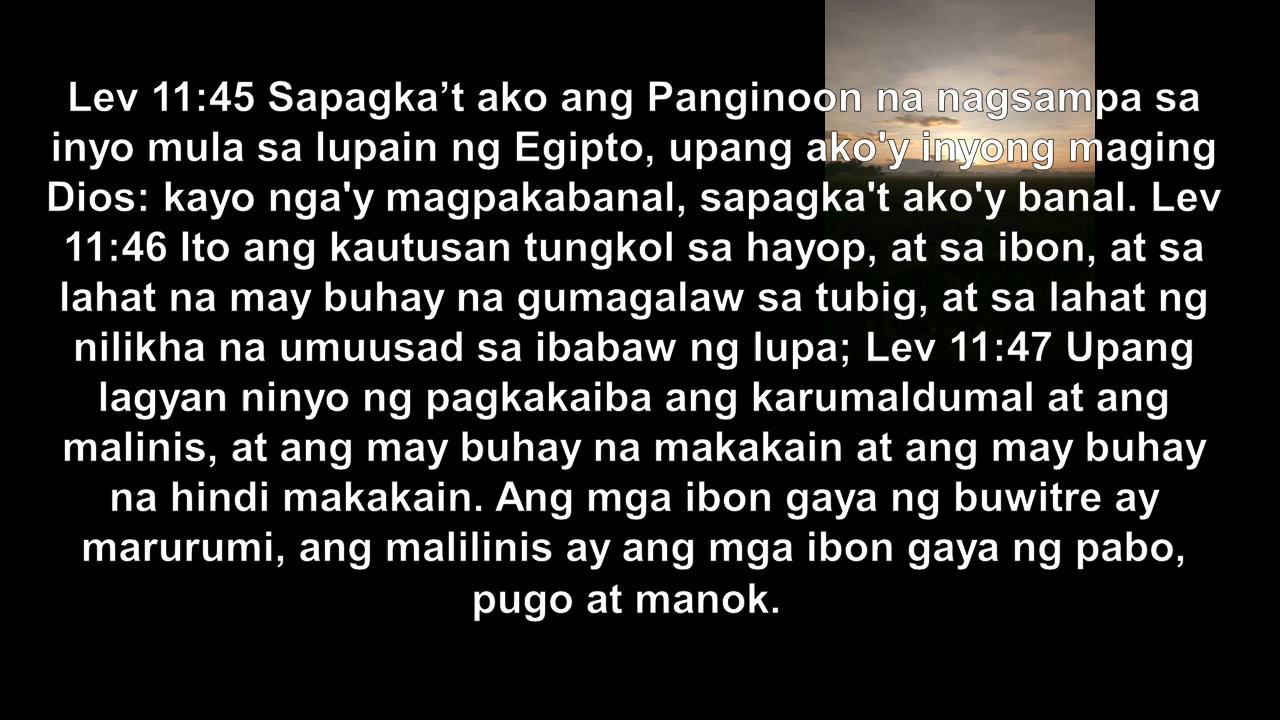 Lev 11:45 Sapagka’t ako ang Panginoon na nagsampa sa
inyo mula sa lupain ng Egipto, upang ako'y inyong maging
Dios: kayo nga'y magpakabanal, sapagka't ako'y banal. Lev
11:46 Ito ang kautusan tungkol sa hayop, at sa ibon, at sa
lahat na may buhay na gumagalaw sa tubig, at sa lahat ng
nilikha na umuusad sa ibabaw ng lupa; Lev 11:47 Upang
lagyan ninyo ng pagkakaiba ang karumaldumal at ang
malinis, at ang may buhay na makakain at ang may buhay
na hindi makakain. Ang mga ibon gaya ng buwitre ay
marurumi, ang malilinis ay ang mga ibon gaya ng pabo,
pugo at manok.